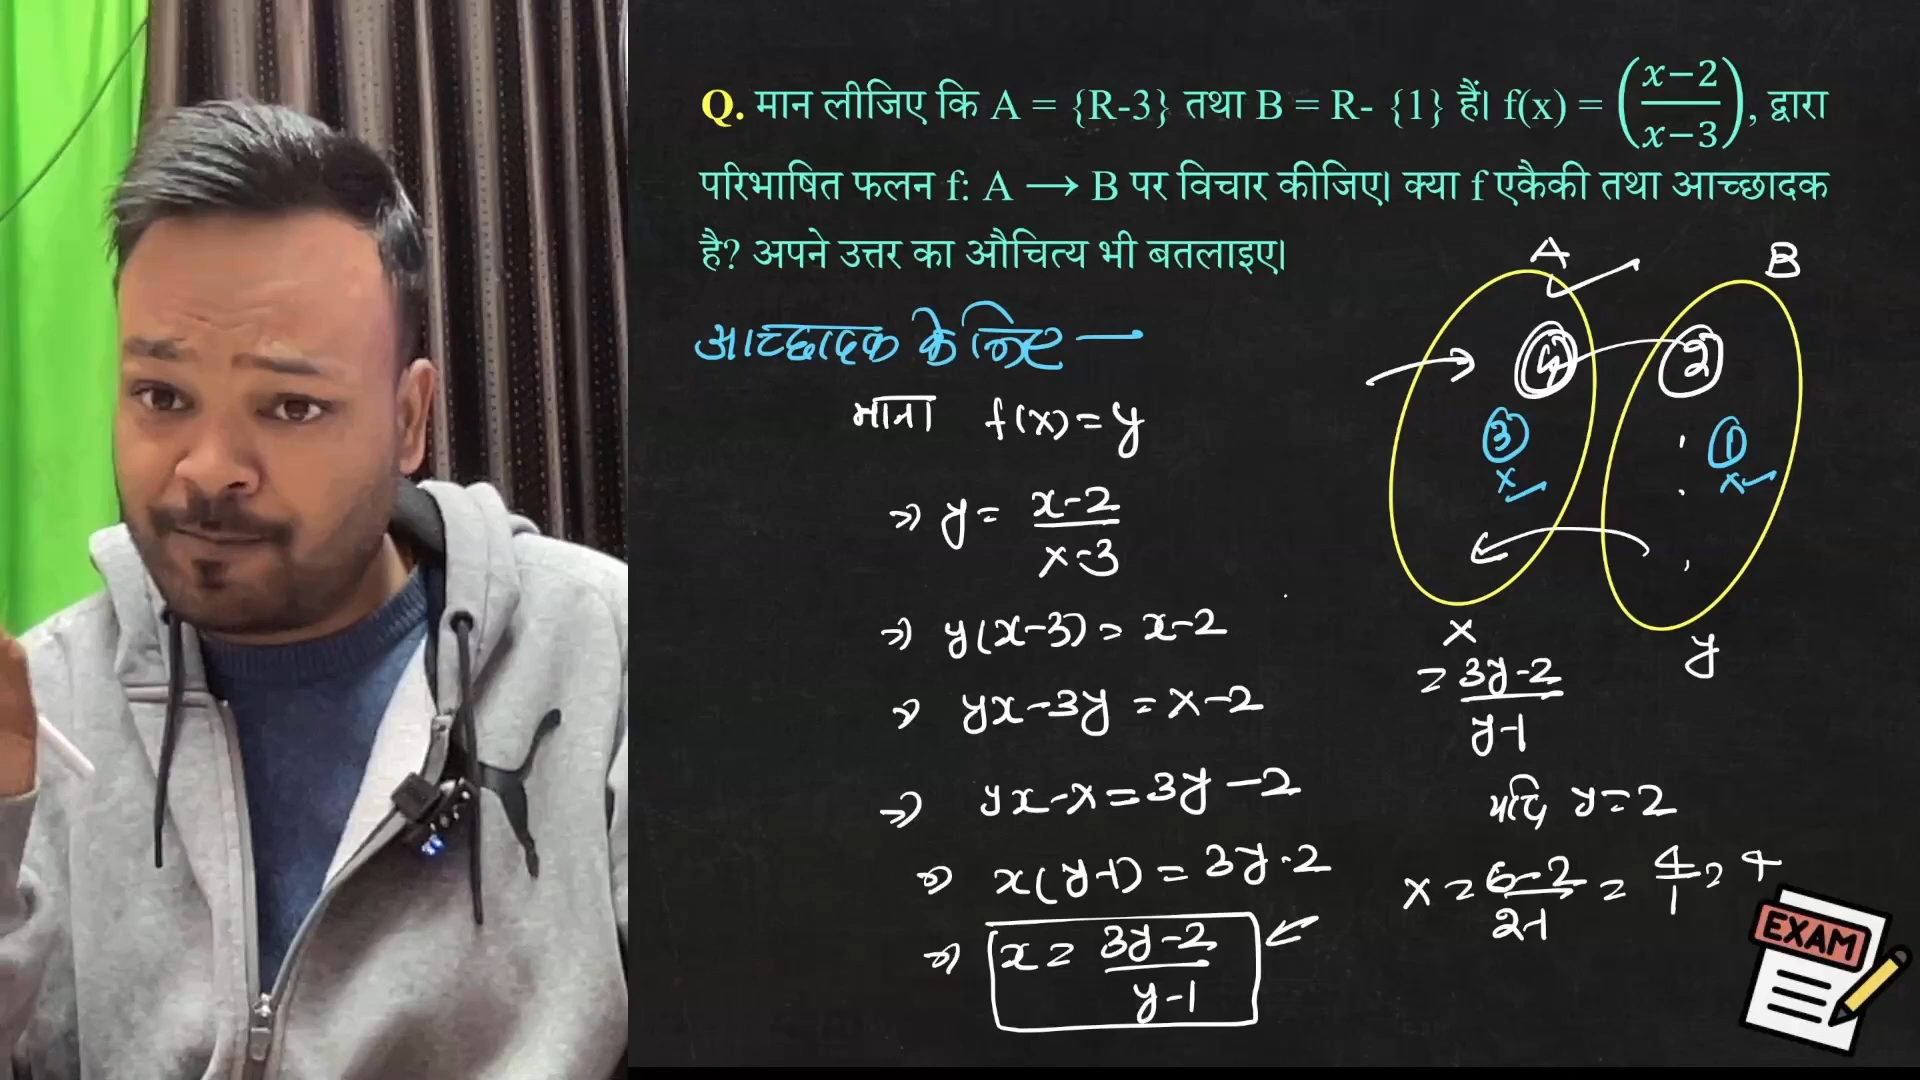 Q. मान लीजिए कि A = {R-3} तथा B = R- {1} हैं। f(x) = (x−2/x−3), द्वारा
परिभाषित फलन f: A ⟶ B पर विचार कीजिए। क्या f एकैकी तथा आच्छादक
है? अपने उत्तर का औचित्य भी बतलाइए।
आच्छादक के लिए —
माना f(x) = y
⇒ y = x-2/x-3
⇒ y(x-3) = x-2
⇒ yx-3y = x-2
⇒ yx-x = 3y-2
⇒ x(y-1) = 3y-2
⇒ x = 3y-2/y-1
A B
4 2
3 1
x x
x y
= 3y-2/y-1
यदि y=2
x = 6-2/2-1 = 4/1 = 4
EXAM